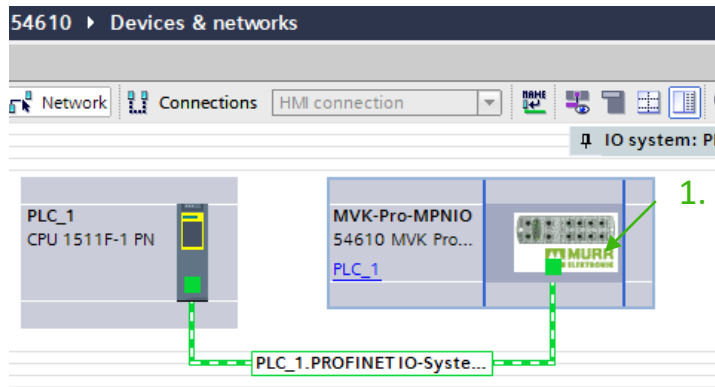 54610 ▸ Devices & networks
Network Connections HMI connection
IO system: Pl
1.
PLC_1
CPU 1511F-1 PN
MVK-Pro-MPNIO
54610 MVK Pro...
PLC_1
NAME
MURR
ELEKTRONIK
PLC_1.PROFINET IO-Syste...